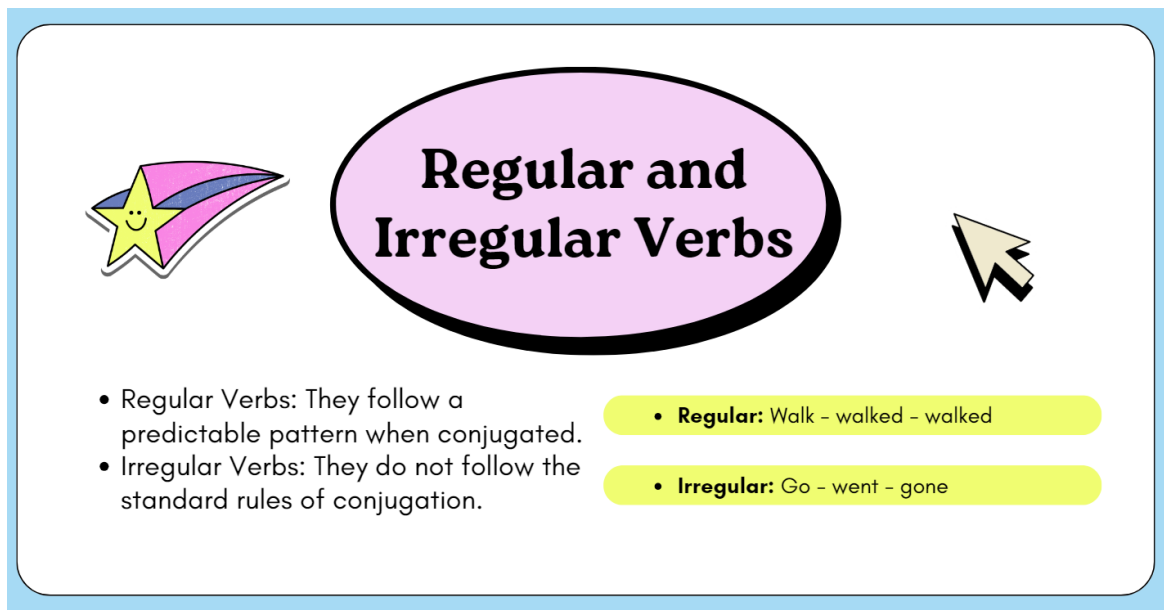 Regular and
Irregular Verbs
• Regular Verbs: They follow a
predictable pattern when conjugated.
• Irregular Verbs: They do not follow the
standard rules of conjugation.
• Regular: Walk - walked - walked
• Irregular: Go - went - gone